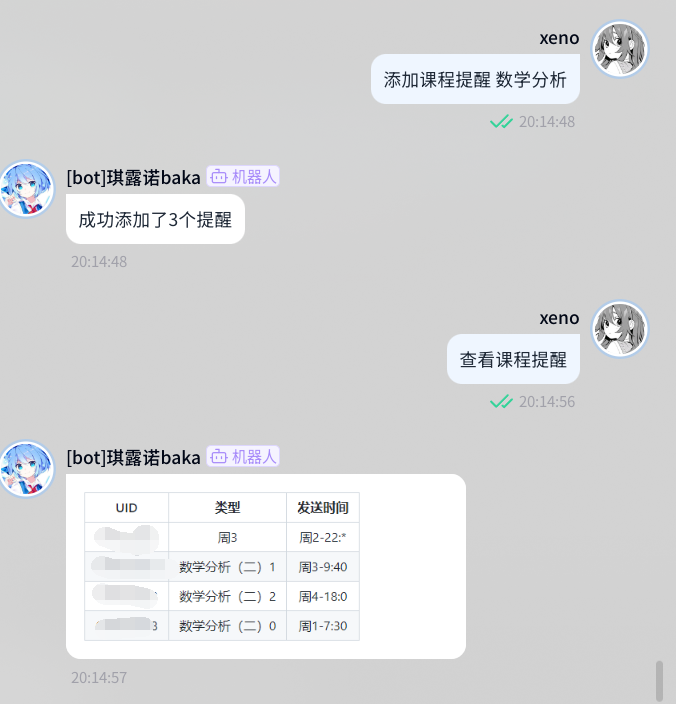 xeno
添加课程提醒 数学分析
20:14:48
[bot]琪露诺baka 机器人
成功添加了3个提醒
20:14:48
xeno
查看课程提醒
20:14:56
[bot]琪露诺baka 机器人
UID 类型 发送时间
周3 周2-22:*
数学分析（二）1 周3-9:40
数学分析（二）2 周4-18:0
3 数学分析（二）0 周1-7:30
20:14:57